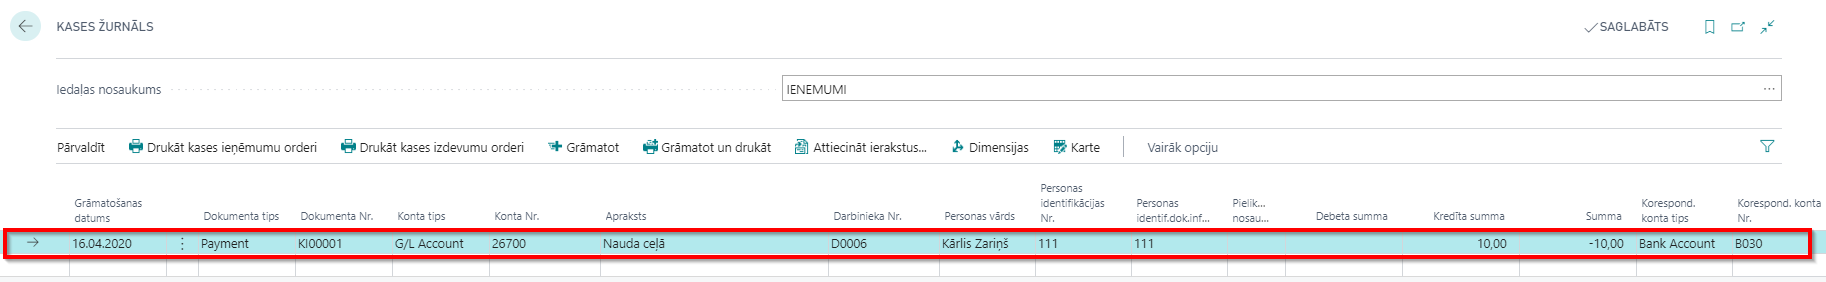 KASES ŽURNĀLS
SAGLABĀTS
Iedaļas nosaukums
IENEMUMI
Pārvaldīt Drukāt kases ieņēmumu orderi Drukāt kases izdevumu orderi Grāmatot Grāmatot un drukāt Attiecināt ierakstus... Dimensijas Karte Vairāk opciju
Grāmatošanas datums Dokumenta tips Dokumenta Nr. Konta tips Konta Nr. Apraksts Darbinieka Nr. Personas vārds Personas identifikācijas Nr. Personas identif.dok.inf... Pielik... nosau... Debeta summa Kredīta summa Summa Korespond. konta tips Korespond. konta Nr.
16.04.2020 Payment KI00001 G/L Account 26700 Nauda ceļā D0006 Kārlis Zariņš 111 111 10,00 -10,00 Bank Account B030